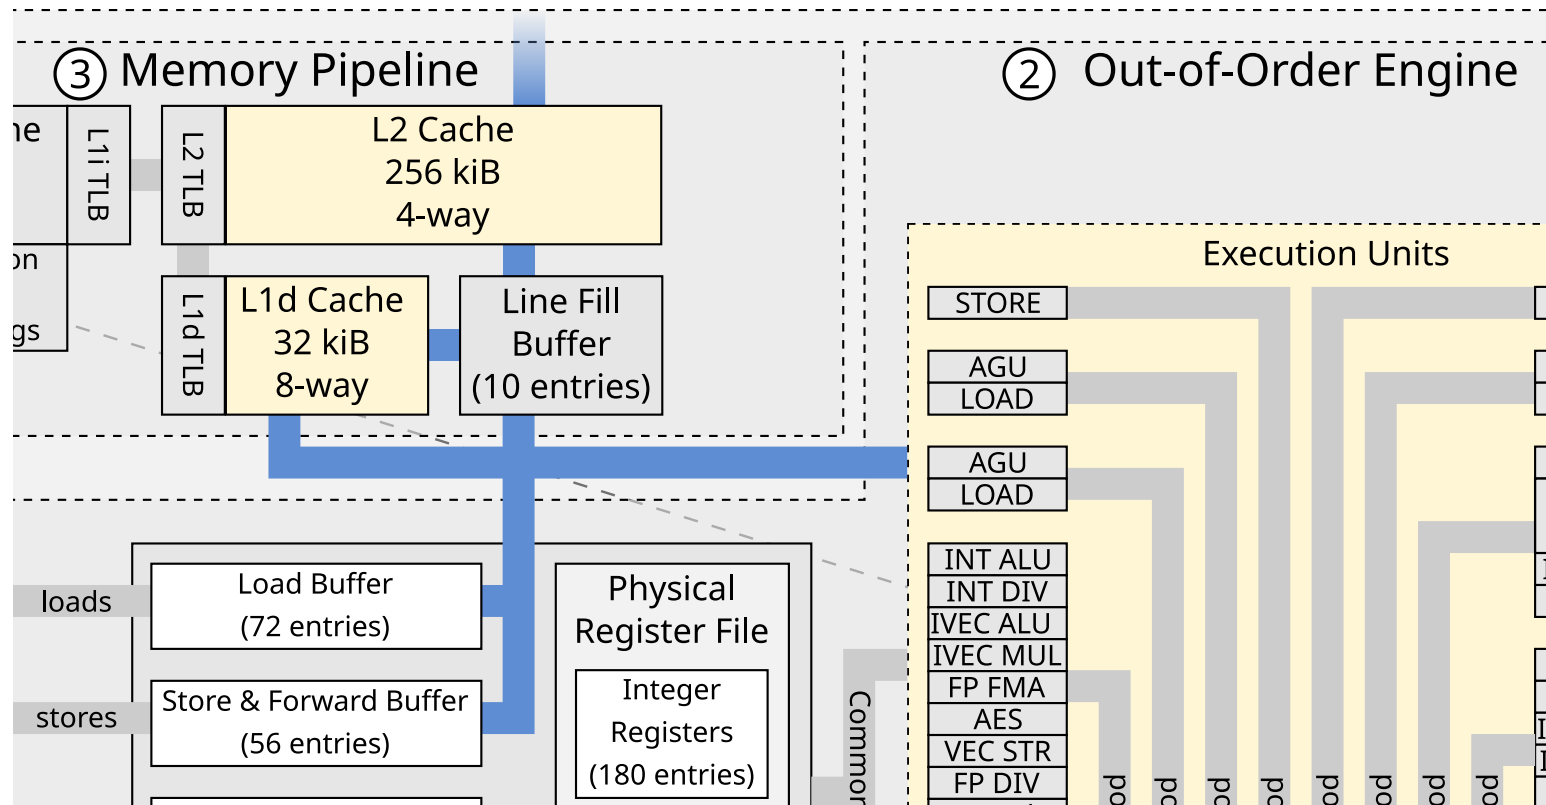 3 Memory Pipeline
2 Out-of-Order Engine
L1i TLB
L2 TLB
L2 Cache
256 kiB
4-way
L1d TLB
L1d Cache
32 kiB
8-way
Line Fill
Buffer
(10 entries)
Execution Units
STORE
AGU
LOAD
AGU
LOAD
INT ALU
INT DIV
IVEC ALU
IVEC MUL
FP FMA
AES
VEC STR
FP DIV
loads
Load Buffer
(72 entries)
stores
Store & Forward Buffer
(56 entries)
Physical
Register File
Integer
Registers
(180 entries)
Common